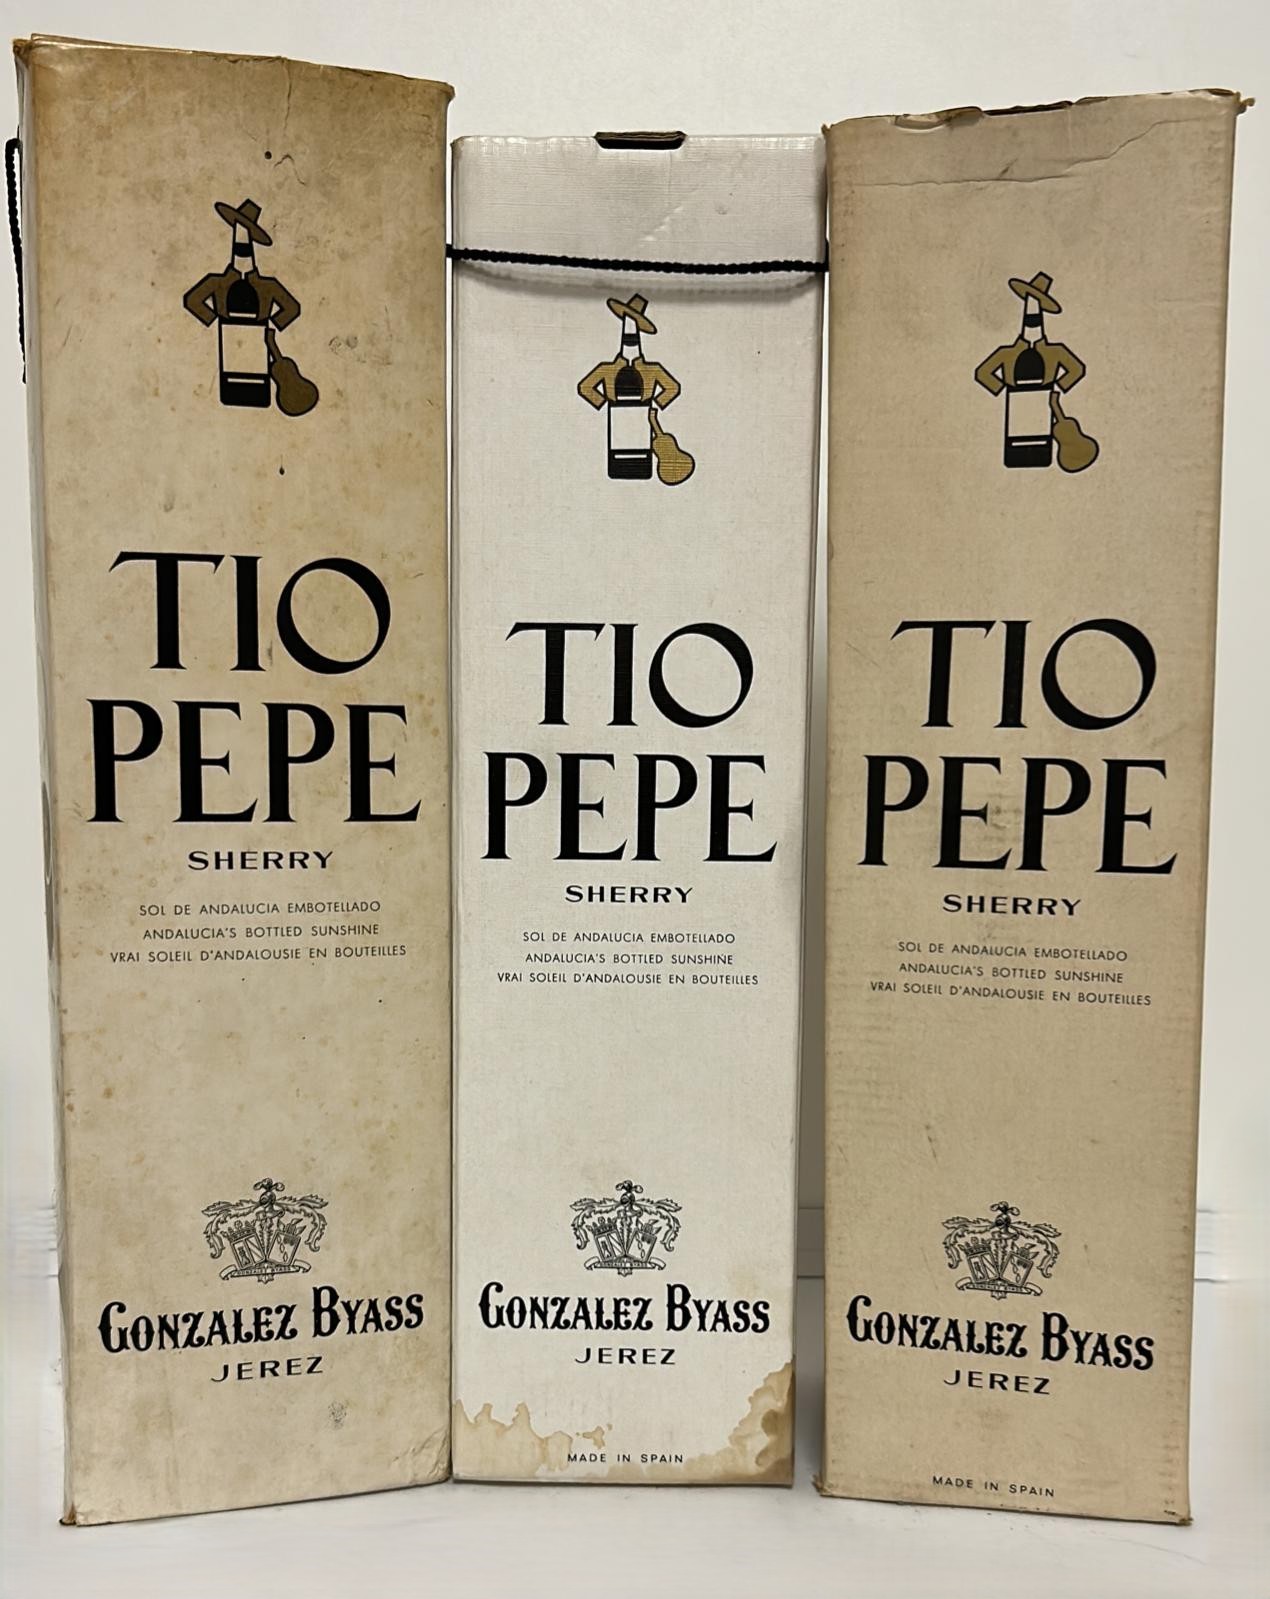 TIO
PEPE
SHERRY
SOL DE ANDALUCIA EMBOTELLADO
ANDALUCIA'S BOTTLED SUNSHINE
VRAI SOLEIL D'ANDALOUSIE EN BOUTEILLES
GONZALEZ BYASS
JEREZ
TIO
PEPE
SHERRY
SOL DE ANDALUCIA EMBOTELLADO
ANDALUCIA'S BOTTLED SUNSHINE
VRAI SOLEIL D'ANDALOUSIE EN BOUTEILLES
GONZALEZ BYASS
GONZALEZ BYASS
JEREZ
MADE IN SPAIN
TIO
PEPE
SHERRY
SOL DE ANDALUCIA EMBOTELLADO
ANDALUCIA'S BOTTLED SUNSHINE
VRAI SOLEIL D'ANDALOUSIE EN BOUTEILLES
GONZALEZ BYASS
JEREZ
MADE IN SPAIN